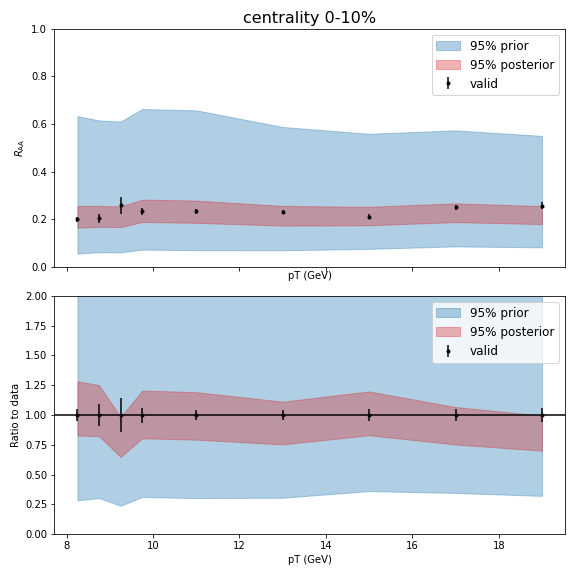 centrality 0-10%
1.0
0.8
0.6
0.4
0.2
0.0
R_AA
95% prior
95% posterior
valid
pT (GeV)
2.00
1.75
1.50
1.25
1.00
0.75
0.50
0.25
0.00
Ratio to data
95% prior
95% posterior
valid
8 10 12 14 16 18
pT (GeV)